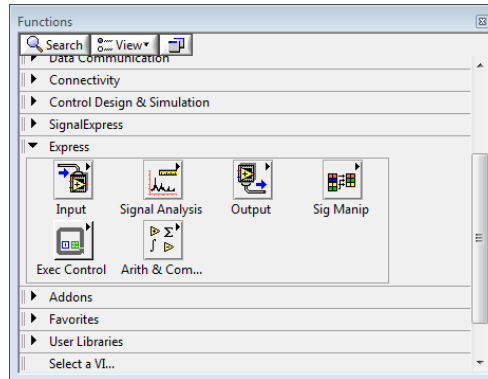 Functions
Search View
Data Communication
Connectivity
Control Design & Simulation
SignalExpress
Express
Input Signal Analysis Output Sig Manip
Exec Control Arith & Com...
Addons
Favorites
User Libraries
Select a VI...